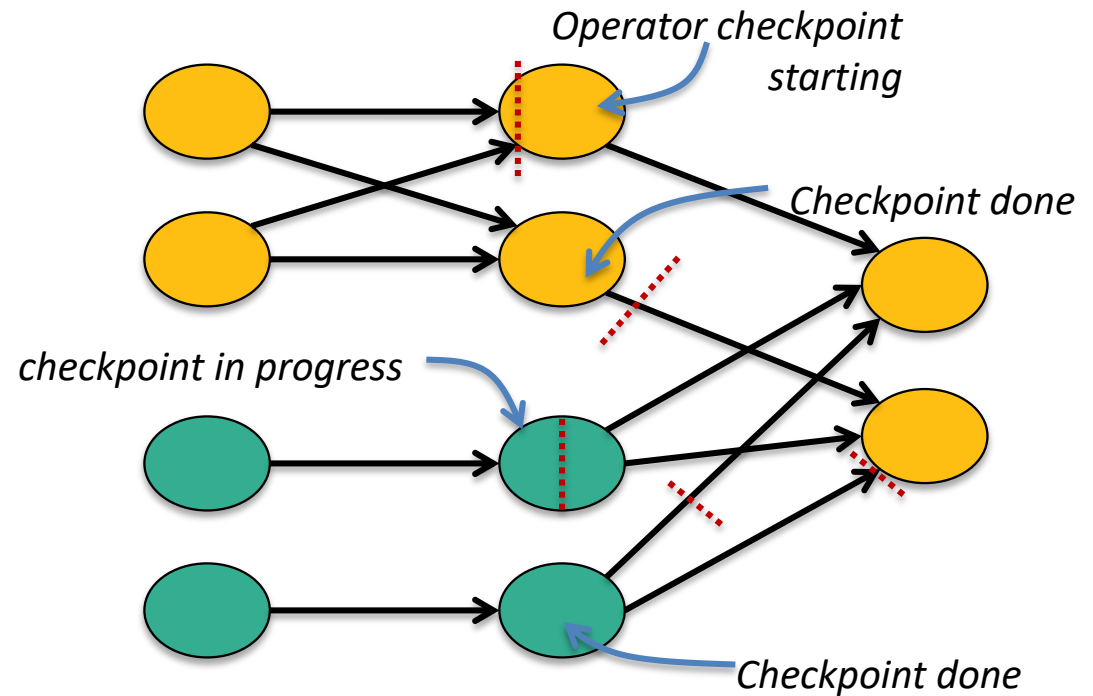 Operator checkpoint
starting
Checkpoint done
checkpoint in progress
Checkpoint done